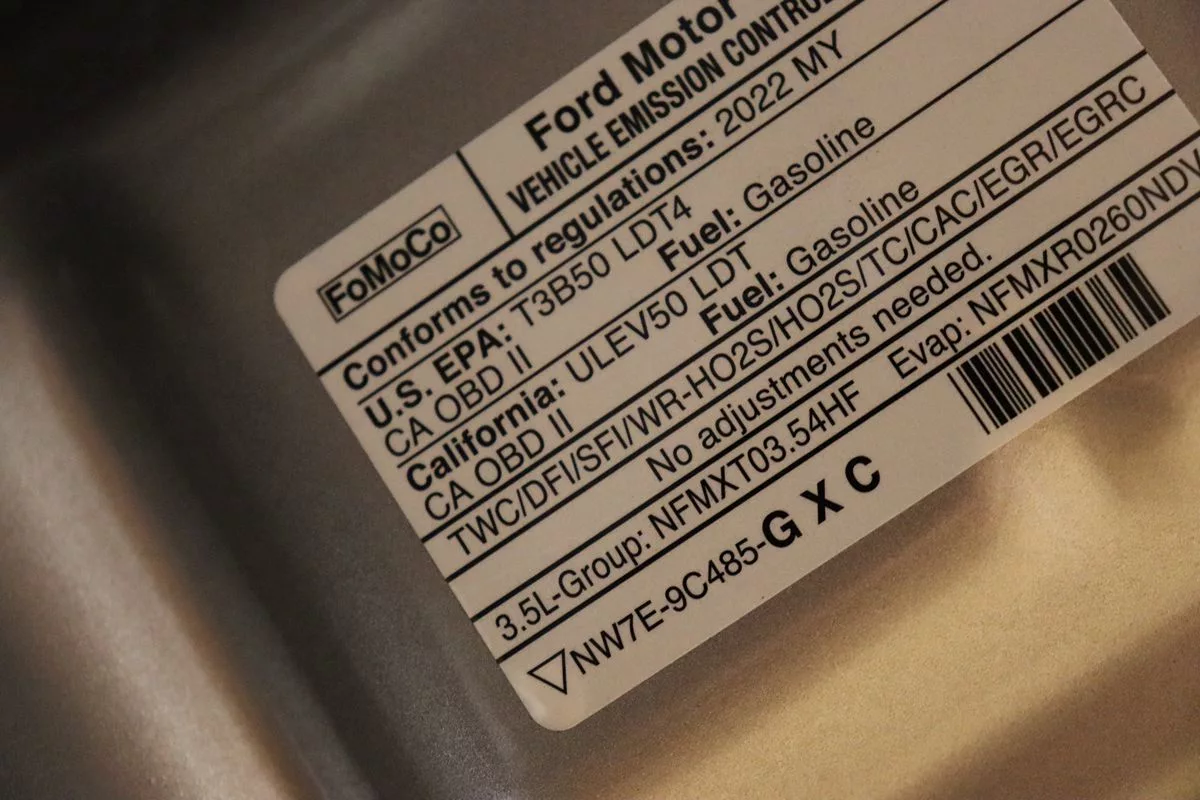 FoMoCo
Ford Motor
VEHICLE EMISSION CONTROL
Conforms to regulations: 2022 MY
U.S. EPA: T3B50 LDT4
CA OBD II Fuel: Gasoline
California: ULEV50 LDT
CA OBD II Fuel: Gasoline
TWC/DFI/SFI/WR-HO2S/HO2S/TC/CAC/EGR/EGRC
No adjustments needed.
3.5L-Group: NFMXT03.54HF Evap: NFMXR0260NDV
NW7E-9C485-G X C